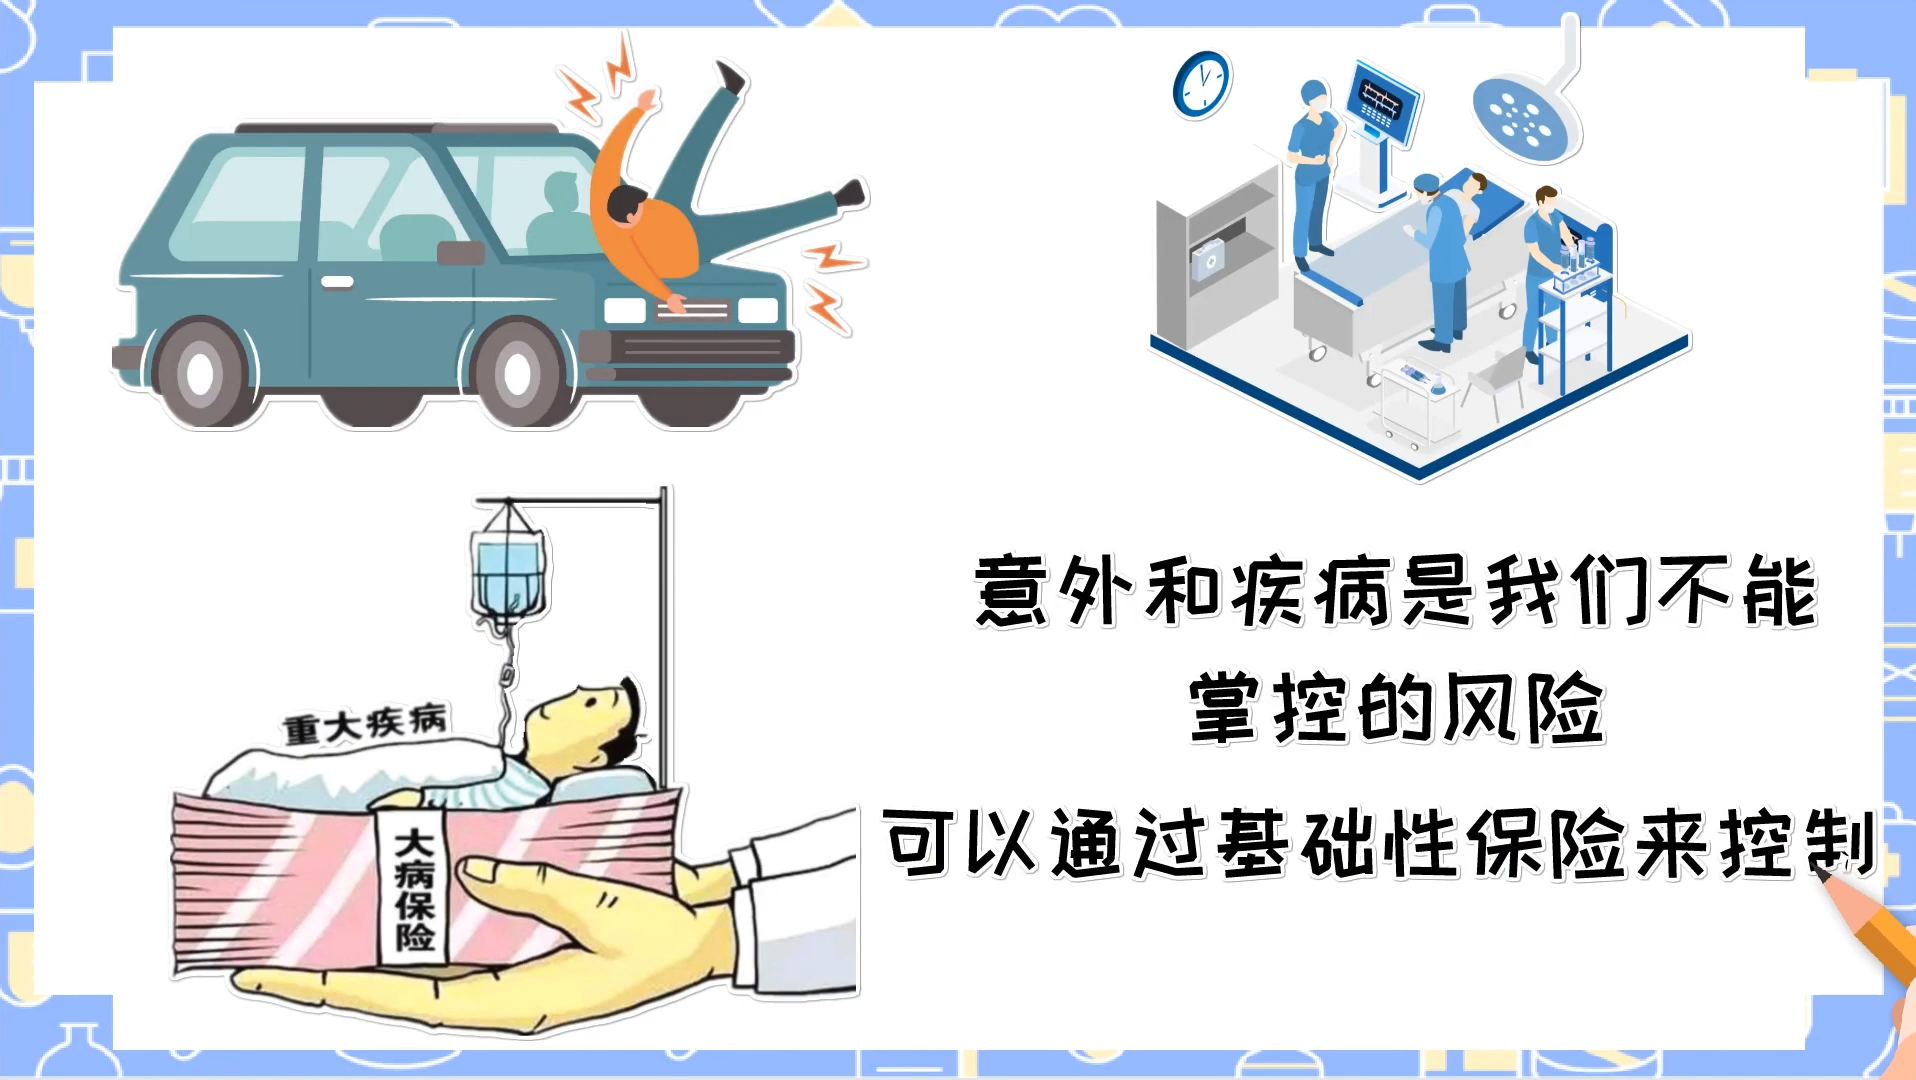 意外和疾病是我们不能
掌控的风险
重大疾病
可以通过基础性保险来控制
大病保险